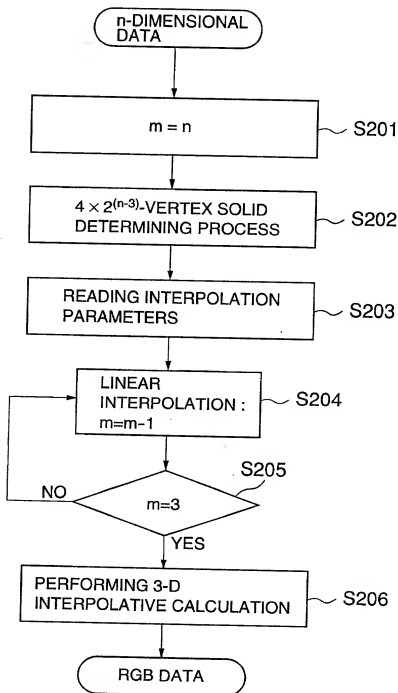 n-DIMENSIONAL
DATA
m = n
S201
4 × 2(n-3)-VERTEX SOLID
DETERMINING PROCESS
S202
READING INTERPOLATION
PARAMETERS
S203
LINEAR
INTERPOLATION :
m=m-1
S204
S205
m=3
NO
YES
PERFORMING 3-D
INTERPOLATIVE CALCULATION
S206
RGB DATA